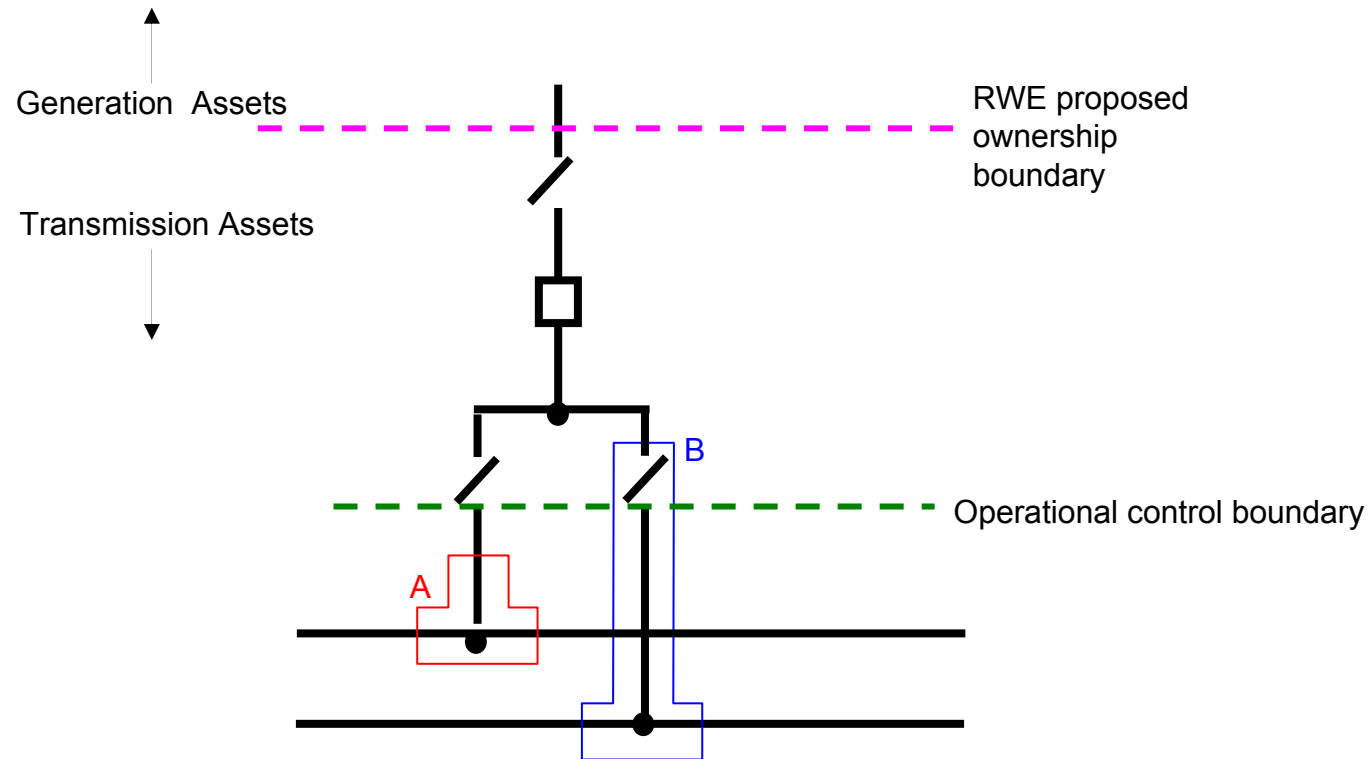 Generation  Assets
RWE proposed
ownership
boundary
Transmission Assets
B
Operational control boundary
A